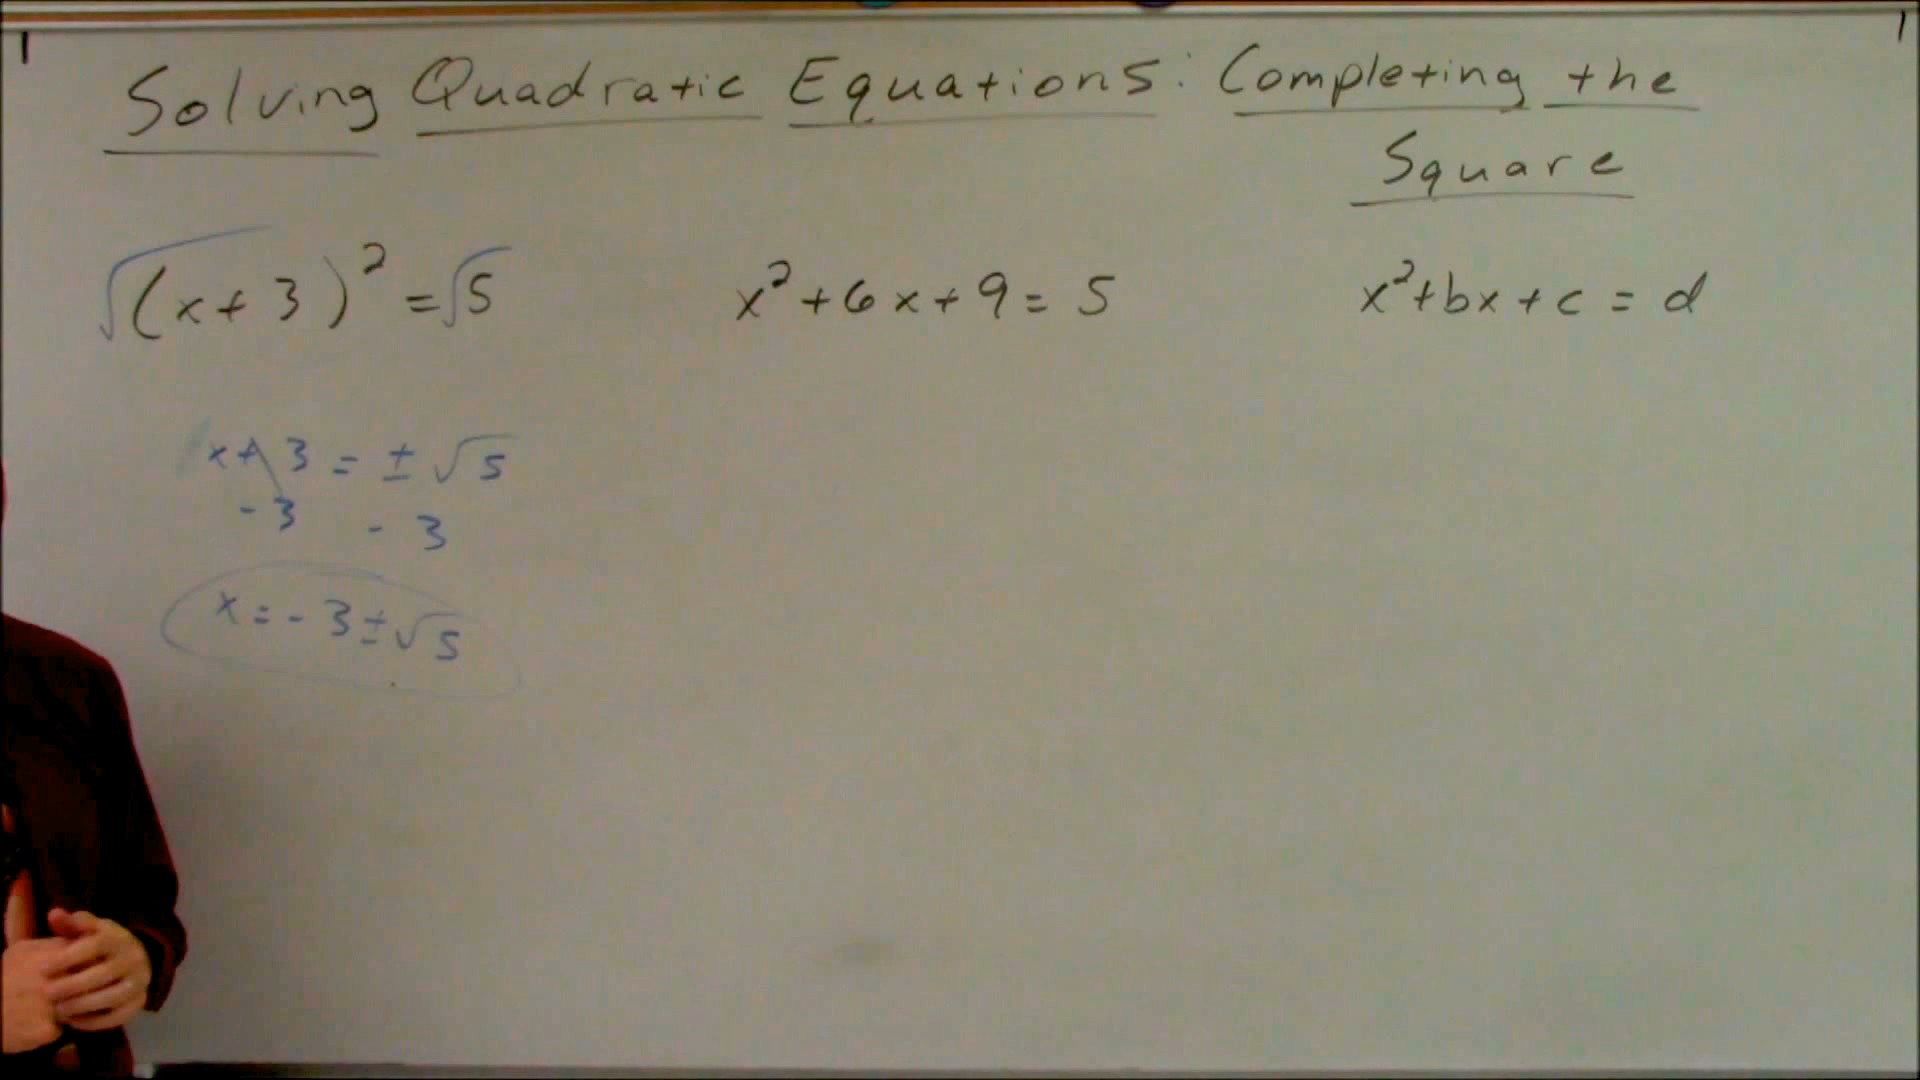 Solving Quadratic Equations: Completing the
Square
√(x+3)² = √5
x²+6x+9 = 5
x²+bx+c = d
x+3 = ±√5
-3 -3
x = -3±√5